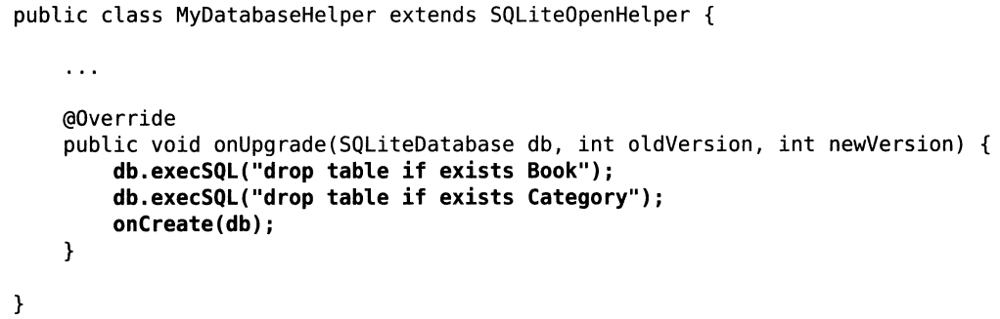 public class MyDatabaseHelper extends SQLiteOpenHelper {
...
@Override
public void onUpgrade(SQLiteDatabase db, int oldVersion, int newVersion) {
db.execSQL("drop table if exists Book");
db.execSQL("drop table if exists Category");
onCreate(db);
}
}